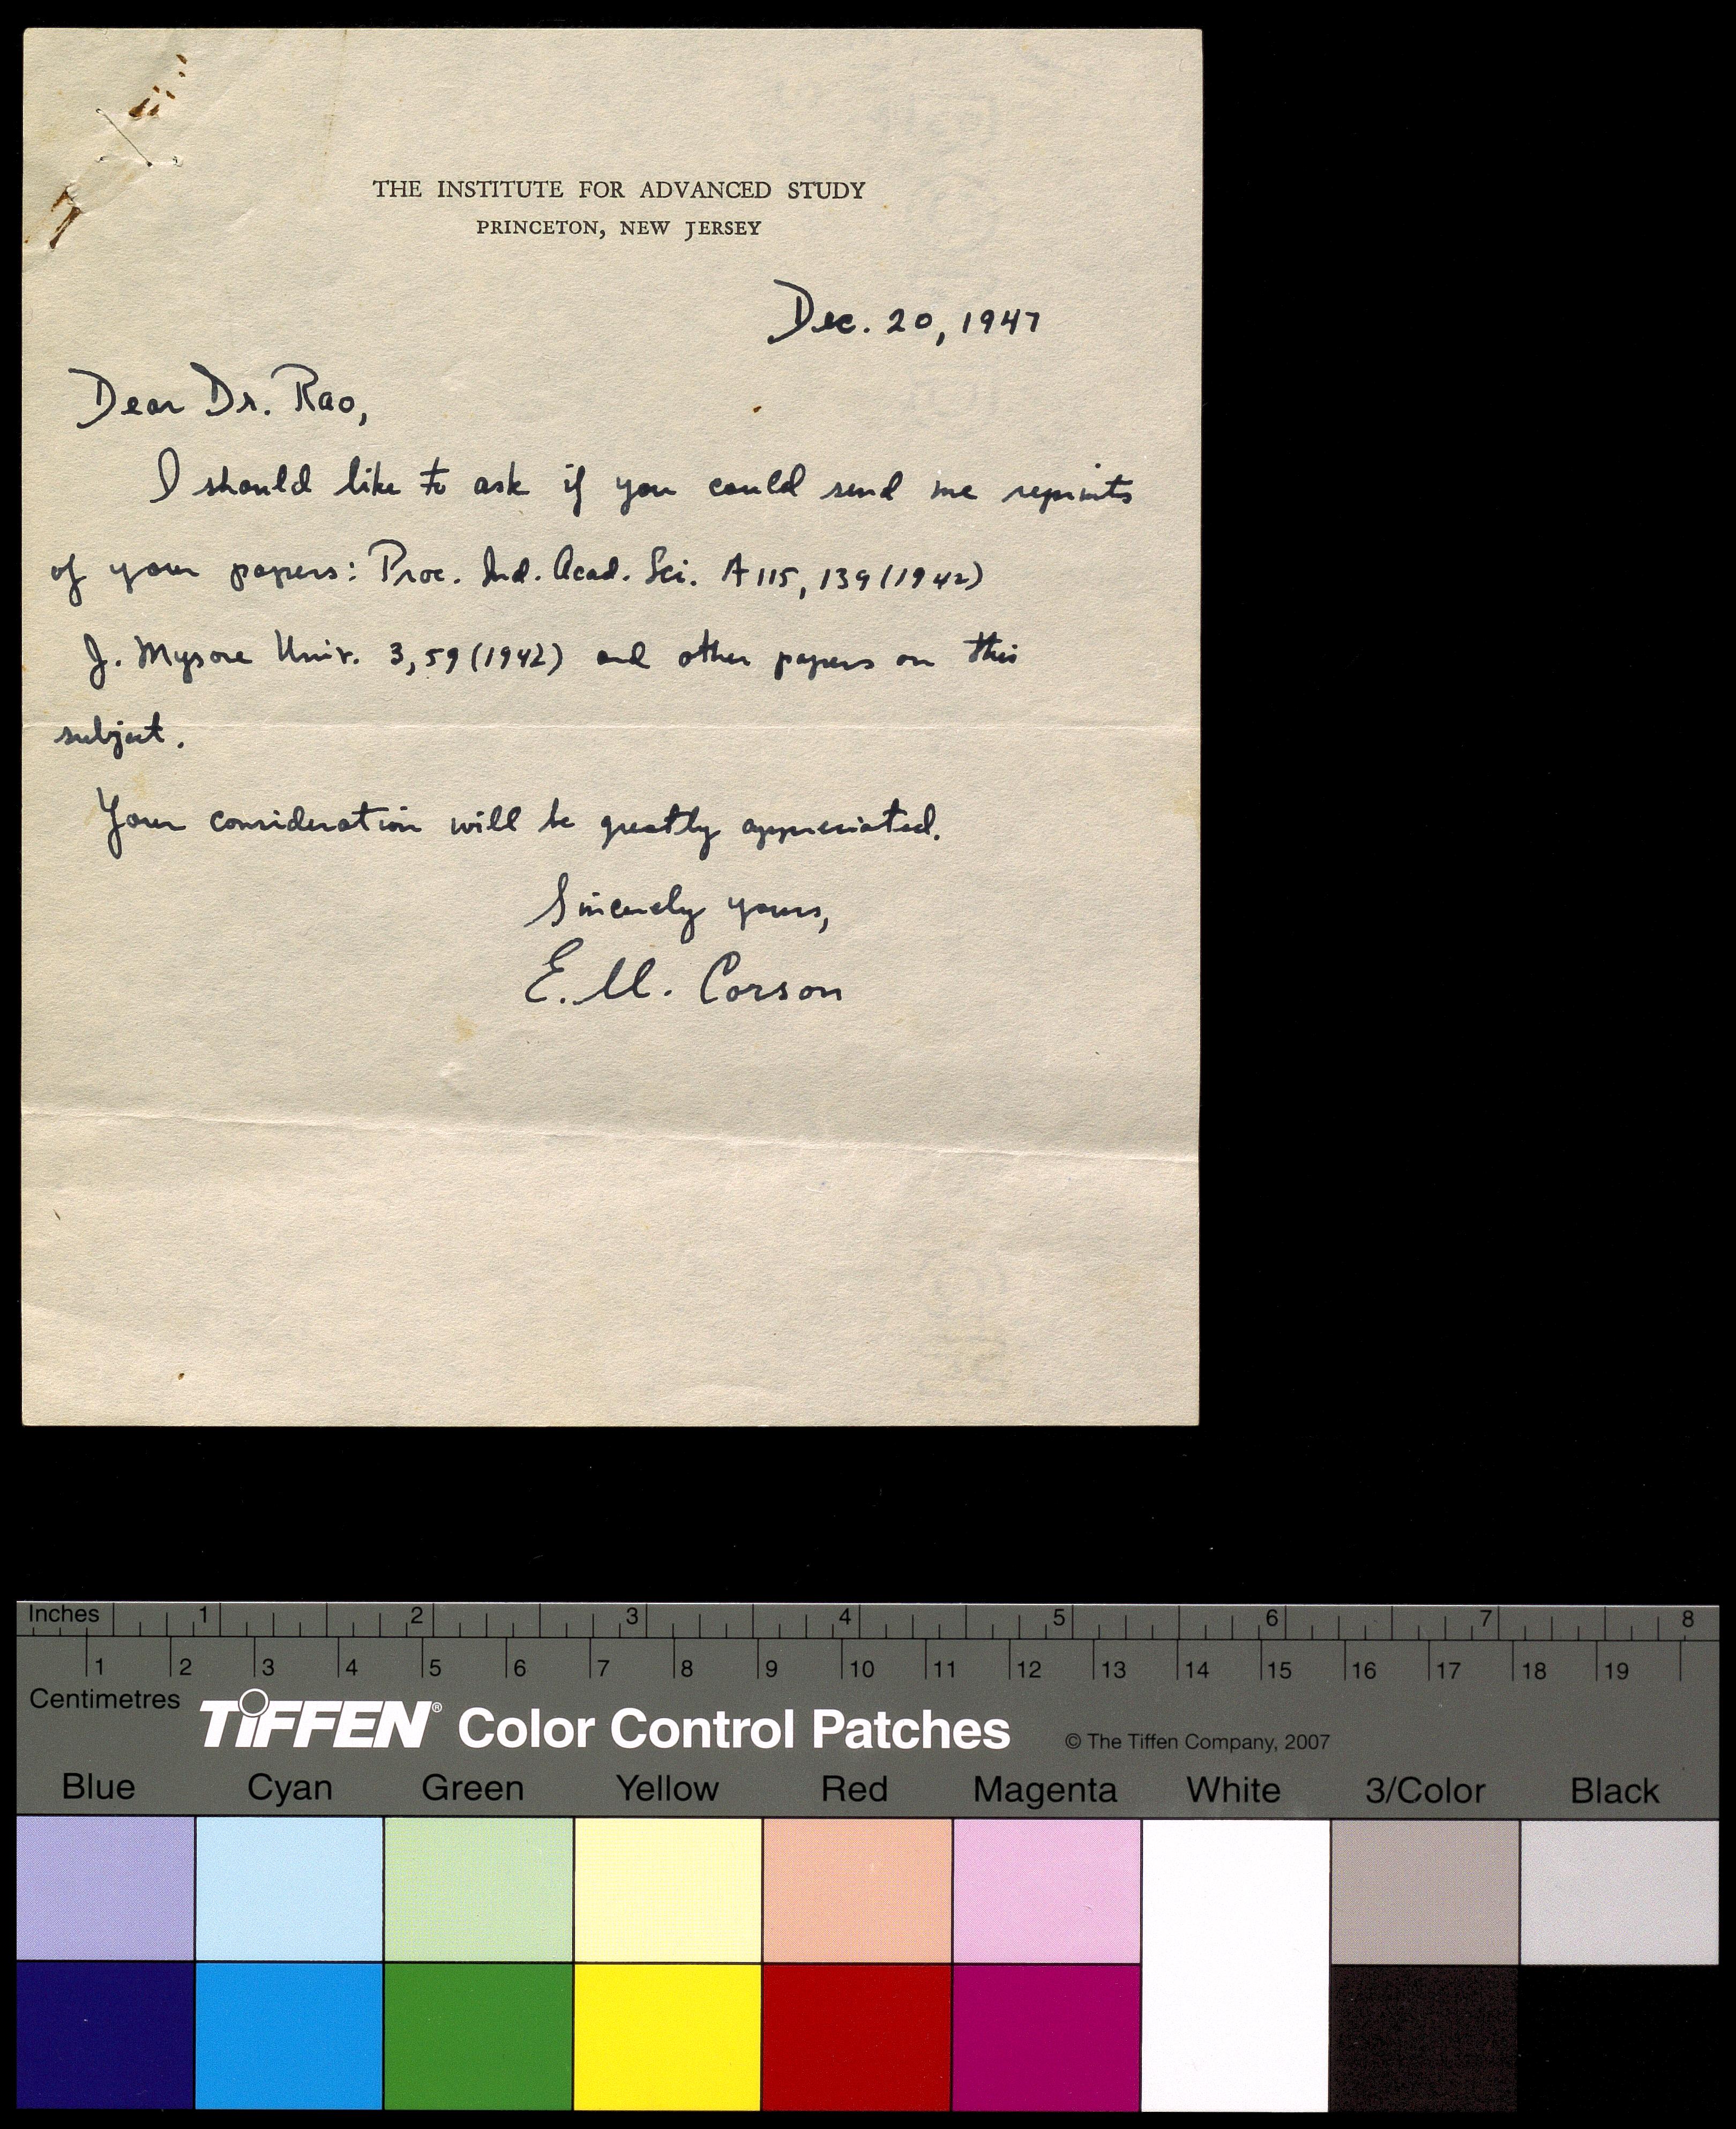 THE INSTITUTE FOR ADVANCED STUDY
PRINCETON, NEW JERSEY
Dec. 20, 1947
Dear Dr. Rao,
I should like to ask if you could send me reprints
of your papers: Proc. Ind. Acad. Sci. A 115, 139 (1942)
J. Mysore Univ. 3, 59 (1942) and other papers on this
subject.
Your consideration will be greatly appreciated.
Sincerely yours,
E. M. Corson
Inches 1 2 3 4 5 6 7 8
1 2 3 4 5 6 7 8 9 10 11 12 13 14 15 16 17 18 19
Centimetres
TIFFEN® Color Control Patches © The Tiffen Company, 2007
Blue Cyan Green Yellow Red Magenta White 3/Color Black